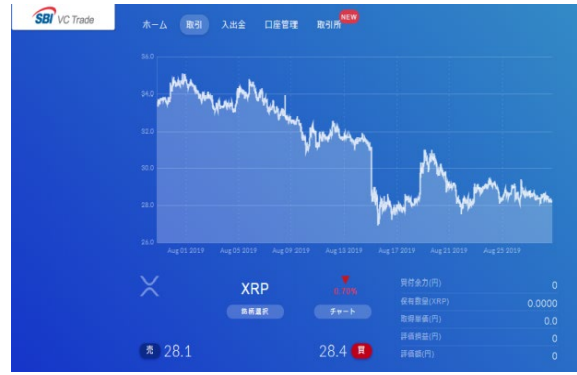 SBI VC Trade
ホーム 取引 入出金 口座管理 取引所 NEW
36.0
34.0
32.0
30.0
28.0
26.0
Aug 01 2019 Aug 05 2019 Aug 09 2019 Aug 13 2019 Aug 17 2019 Aug 21 2019 Aug 25 2019
XRP
0.70%
銘柄選択 チャート
売 28.1
28.4 買
買付余力(円) 0
保有数量(XRP) 0.0000
取得単価(円) 0.0
評価損益(円) 0
評価額(円) 0